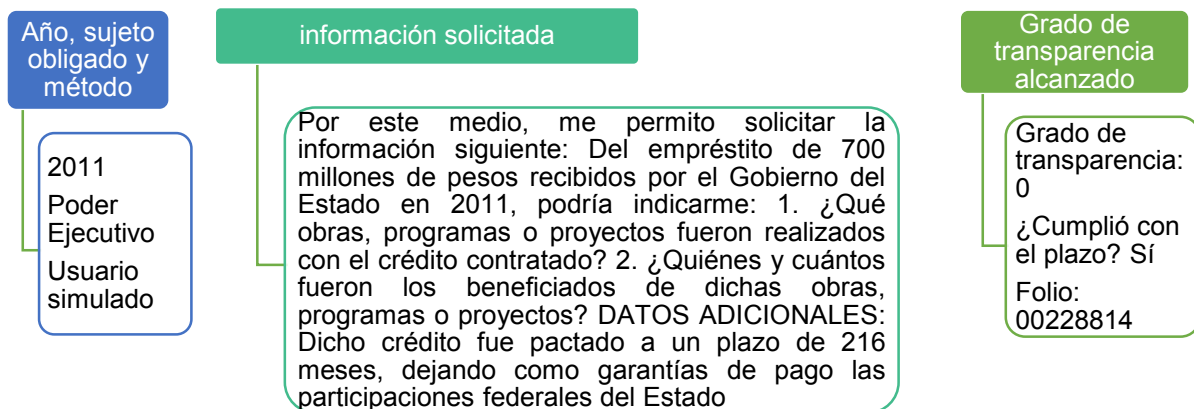 Año, sujeto
obligado y
método
2011
Poder
Ejecutivo
Usuario
simulado
información solicitada
Por este medio, me permito solicitar la
información siguiente: Del empréstito de 700
millones de pesos recibidos por el Gobierno del
Estado en 2011, podría indicarme: 1. ¿Qué
obras, programas o proyectos fueron realizados
con el crédito contratado? 2. ¿Quiénes y cuántos
fueron los beneficiados de dichas obras,
programas o proyectos? DATOS ADICIONALES:
Dicho crédito fue pactado a un plazo de 216
meses, dejando como garantías de pago las
participaciones federales del Estado
Grado de
transparencia
alcanzado
Grado de
transparencia:
0
¿Cumplió con
el plazo? Sí
Folio:
00228814